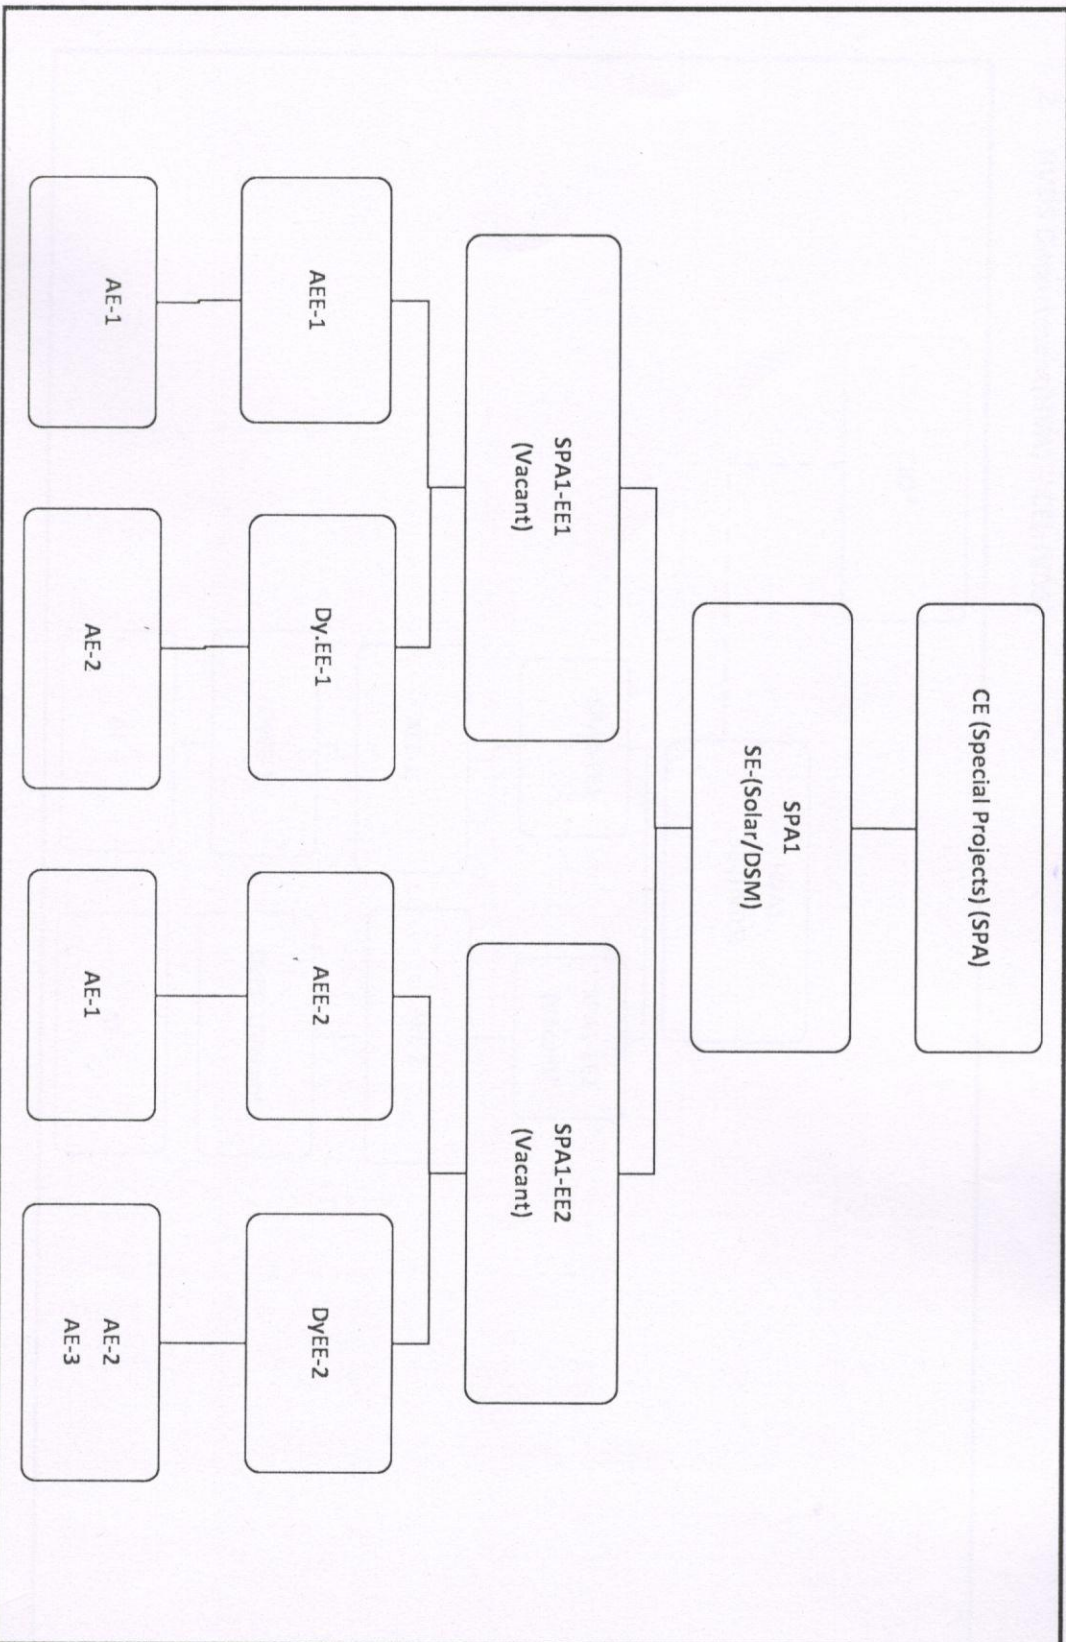 CE (Special Projects) (SPA)
SPA1
SE-(Solar/DSM)
SPA1-EE1
(Vacant)
SPA1-EE2
(Vacant)
AEE-1
Dy.EE-1
AEE-2
DyEE-2
AE-1
AE-2
AE-1
AE-2
AE-3